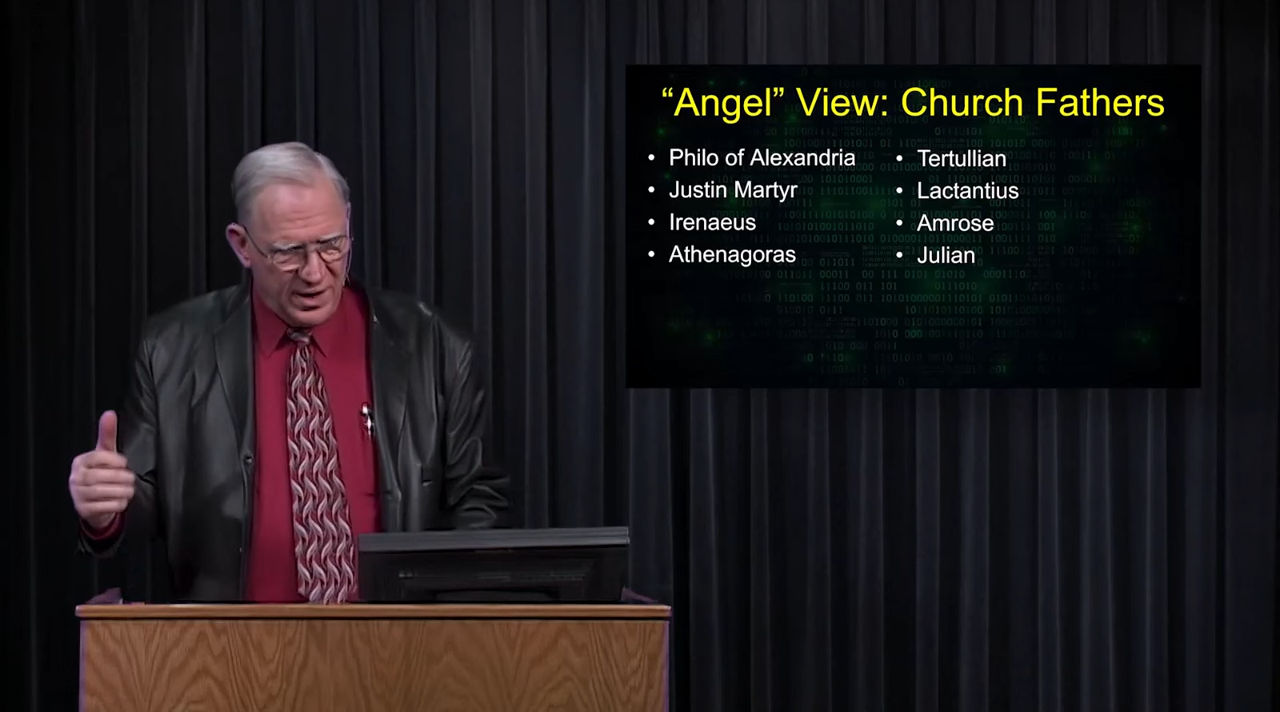 “Angel” View: Church Fathers
• Philo of Alexandria
• Justin Martyr
• Irenaeus
• Athenagoras
• Tertullian
• Lactantius
• Amrose
• Julian